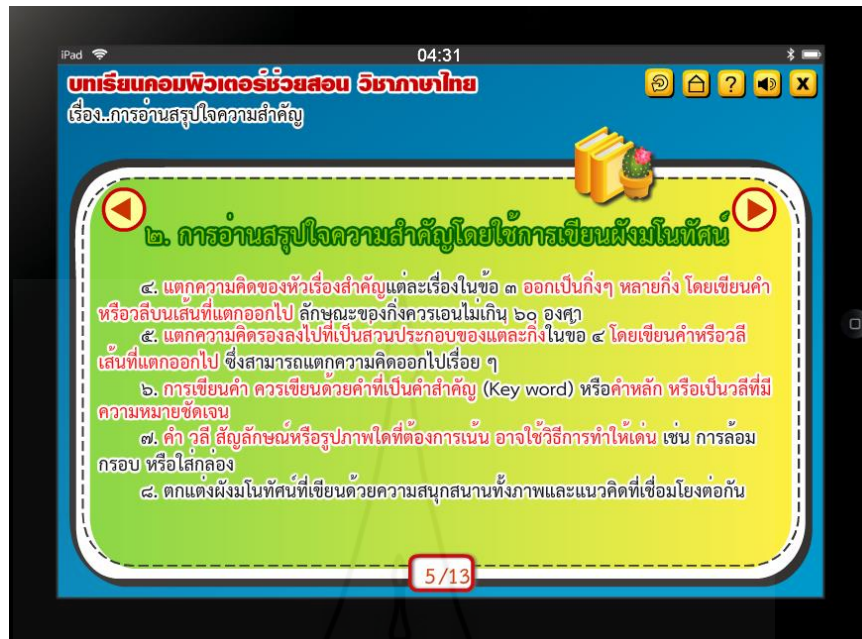 iPad
04:31
บทเรียนคอมพิวเตอร์ช่วยสอน วิชาภาษาไทย
เรื่อง..การอ่านสรุปใจความสำคัญ
?
X
๒. การอ่านสรุปใจความสำคัญโดยใช้การเขียนผังมโนทัศน์
๔. แตกความคิดของหัวเรื่องสำคัญแต่ละเรื่องในข้อ ๓ ออกเป็นกิ่งๆ หลายกิ่ง โดยเขียนคำ
หรือวลีบนเส้นที่แตกออกไป ลักษณะของกิ่งควรเอนไม่เกิน ๖๐ องศา
๕. แตกความคิดรองลงไปที่เป็นส่วนประกอบของแต่ละกิ่งในข้อ ๔ โดยเขียนคำหรือวลี
เส้นที่แตกออกไป ซึ่งสามารถแตกความคิดออกไปเรื่อย ๆ
๖. การเขียนคำ ควรเขียนด้วยคำที่เป็นคำสำคัญ (Key word) หรือคำหลัก หรือเป็นวลีที่มี
ความหมายชัดเจน
๗. คำ วลี สัญลักษณ์หรือรูปภาพใดที่ต้องการเน้น อาจใช้วิธีการทำให้เด่น เช่น การล้อม
กรอบ หรือใส่กล่อง
๘. ตกแต่งผังมโนทัศน์ที่เขียนด้วยความสนุกสนานทั้งภาพและแนวคิดที่เชื่อมโยงต่อกัน
5/13